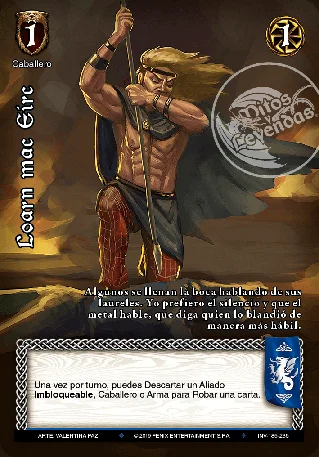 1
1
Caballero
Mitos y
Leyendas
Loarn mac Eirc
Algunos se llenan la boca hablando de sus
laureles. Yo prefiero el silencio y que el
metal hable, que diga quien lo blandió de
manera más hábil.
Una vez por turno, puedes Descartar un Aliado
Imbloqueable, Caballero o Arma para Robar una carta.
ARTE: VALENTINA PAZ © 2019 FENIX ENTERTAINMENT S.P.A.